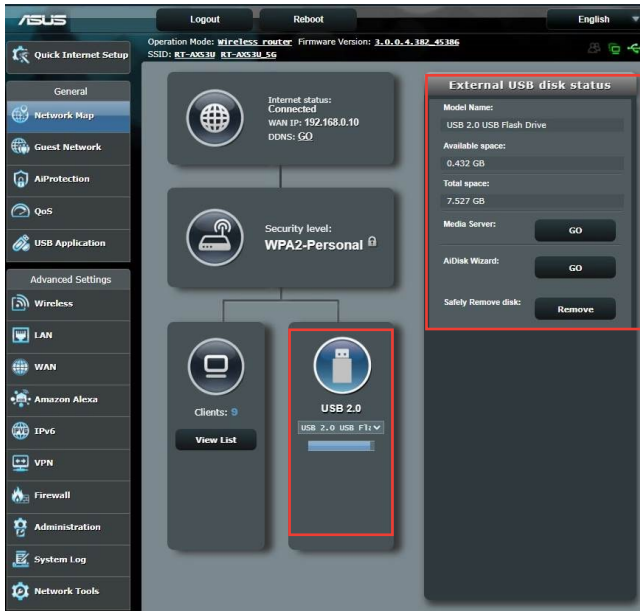 ASUS
Logout
Reboot
English
Quick Internet Setup
Operation Mode: Wireless router Firmware Version: 3.0.0.4.382_45386
SSID: RT-AX53U RT-AX53U_5G
General
Network Map
Guest Network
AiProtection
QoS
USB Application
Advanced Settings
Wireless
LAN
WAN
Amazon Alexa
IPv6
VPN
Firewall
Administration
System Log
Network Tools
Internet status:
Connected
WAN IP: 192.168.0.10
DDNS: GO
Security level:
WPA2-Personal
Clients: 9
View List
USB 2.0
USB 2.0 USB Fl
External USB disk status
Model Name:
USB 2.0 USB Flash Drive
Available space:
0.432 GB
Total space:
7.527 GB
Media Server:
GO
AiDisk Wizard:
GO
Safely Remove disk:
Remove